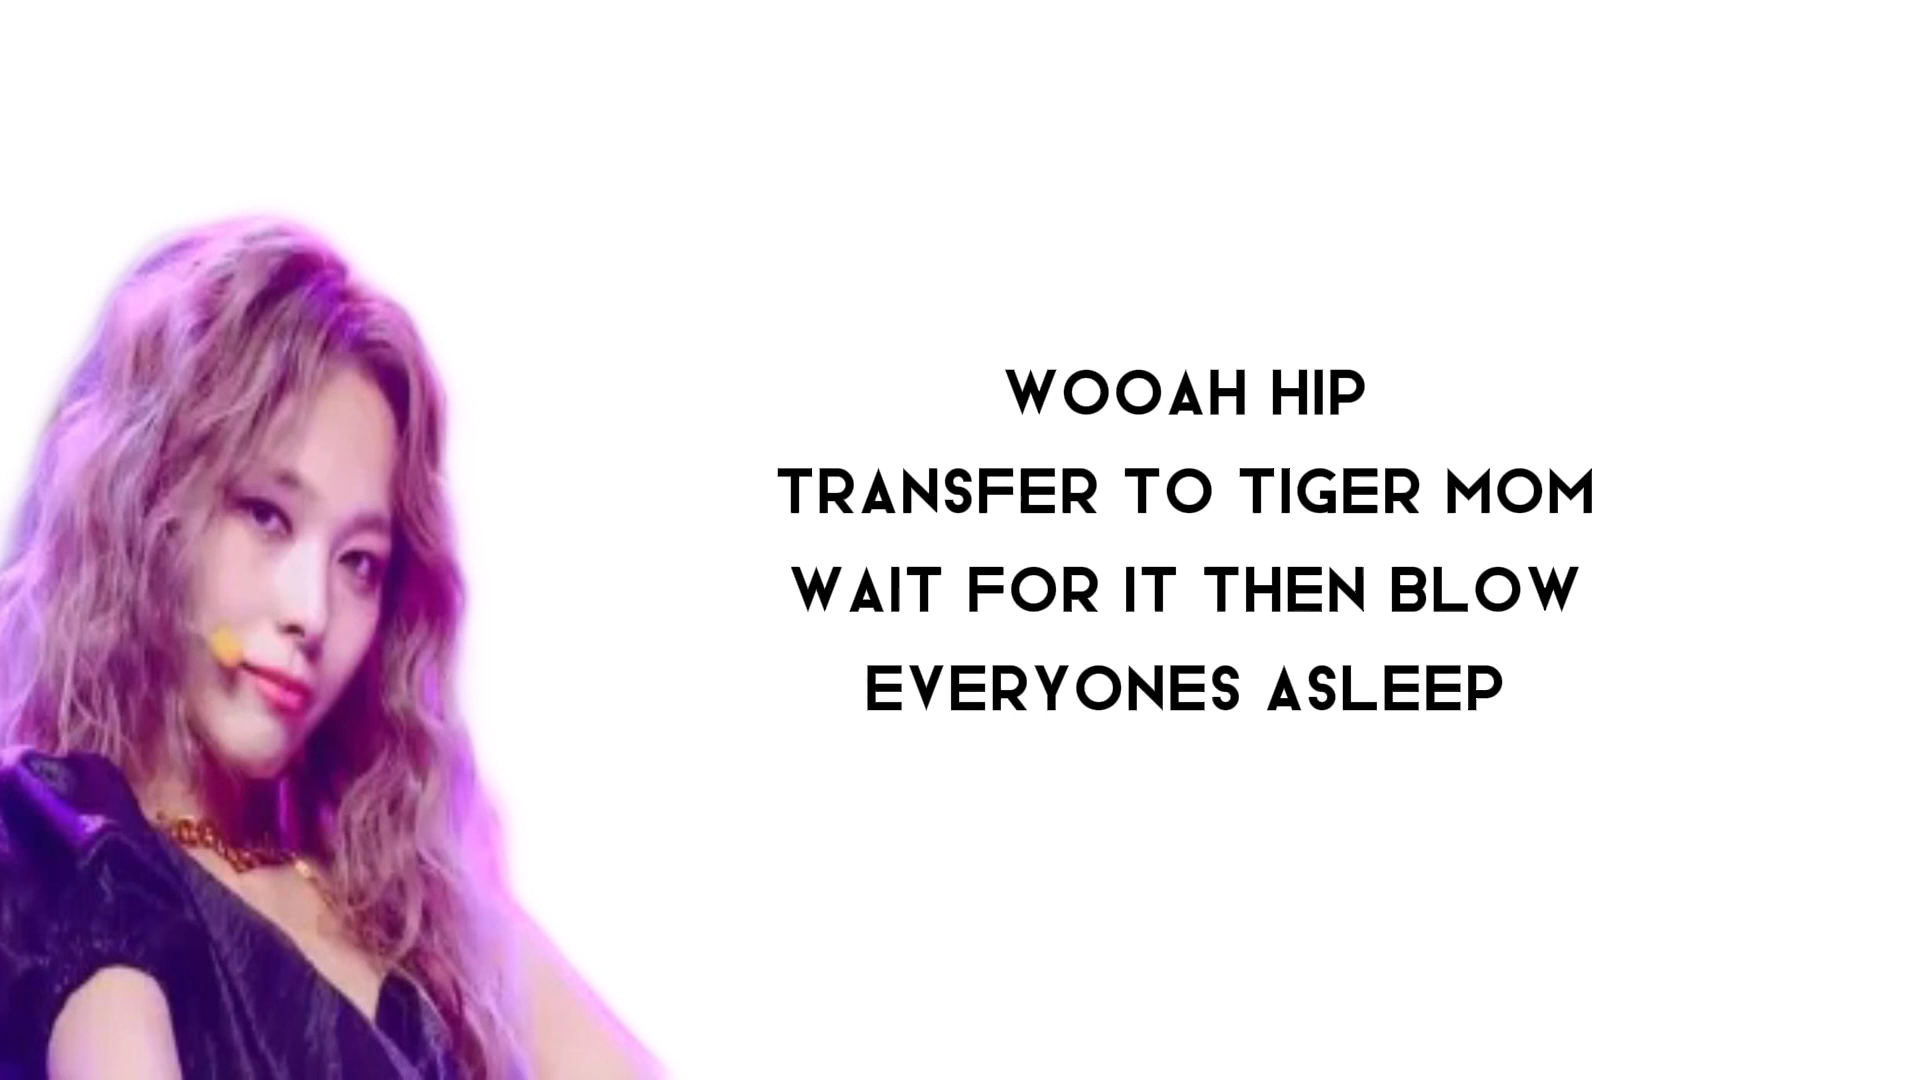 WOOAH HIP
TRANSFER TO TIGER MOM
WAIT FOR IT THEN BLOW
EVERYONES ASLEEP